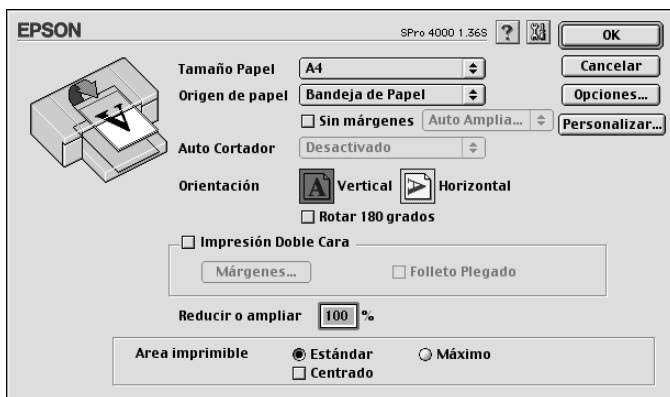 EPSON
SPro 4000 1.36S ?
OK
Tamaño Papel A4
Cancelar
Origen de papel Bandeja de Papel
Opciones...
Sin márgenes Auto Amplia...
Personalizar...
Auto Cortador Desactivado
Orientación A Vertical A Horizontal
Rotar 180 grados
Impresión Doble Cara
Márgenes... Folleto Plegado
Reducir o ampliar 100 %
Area imprimible Estándar Máximo
Centrado
A